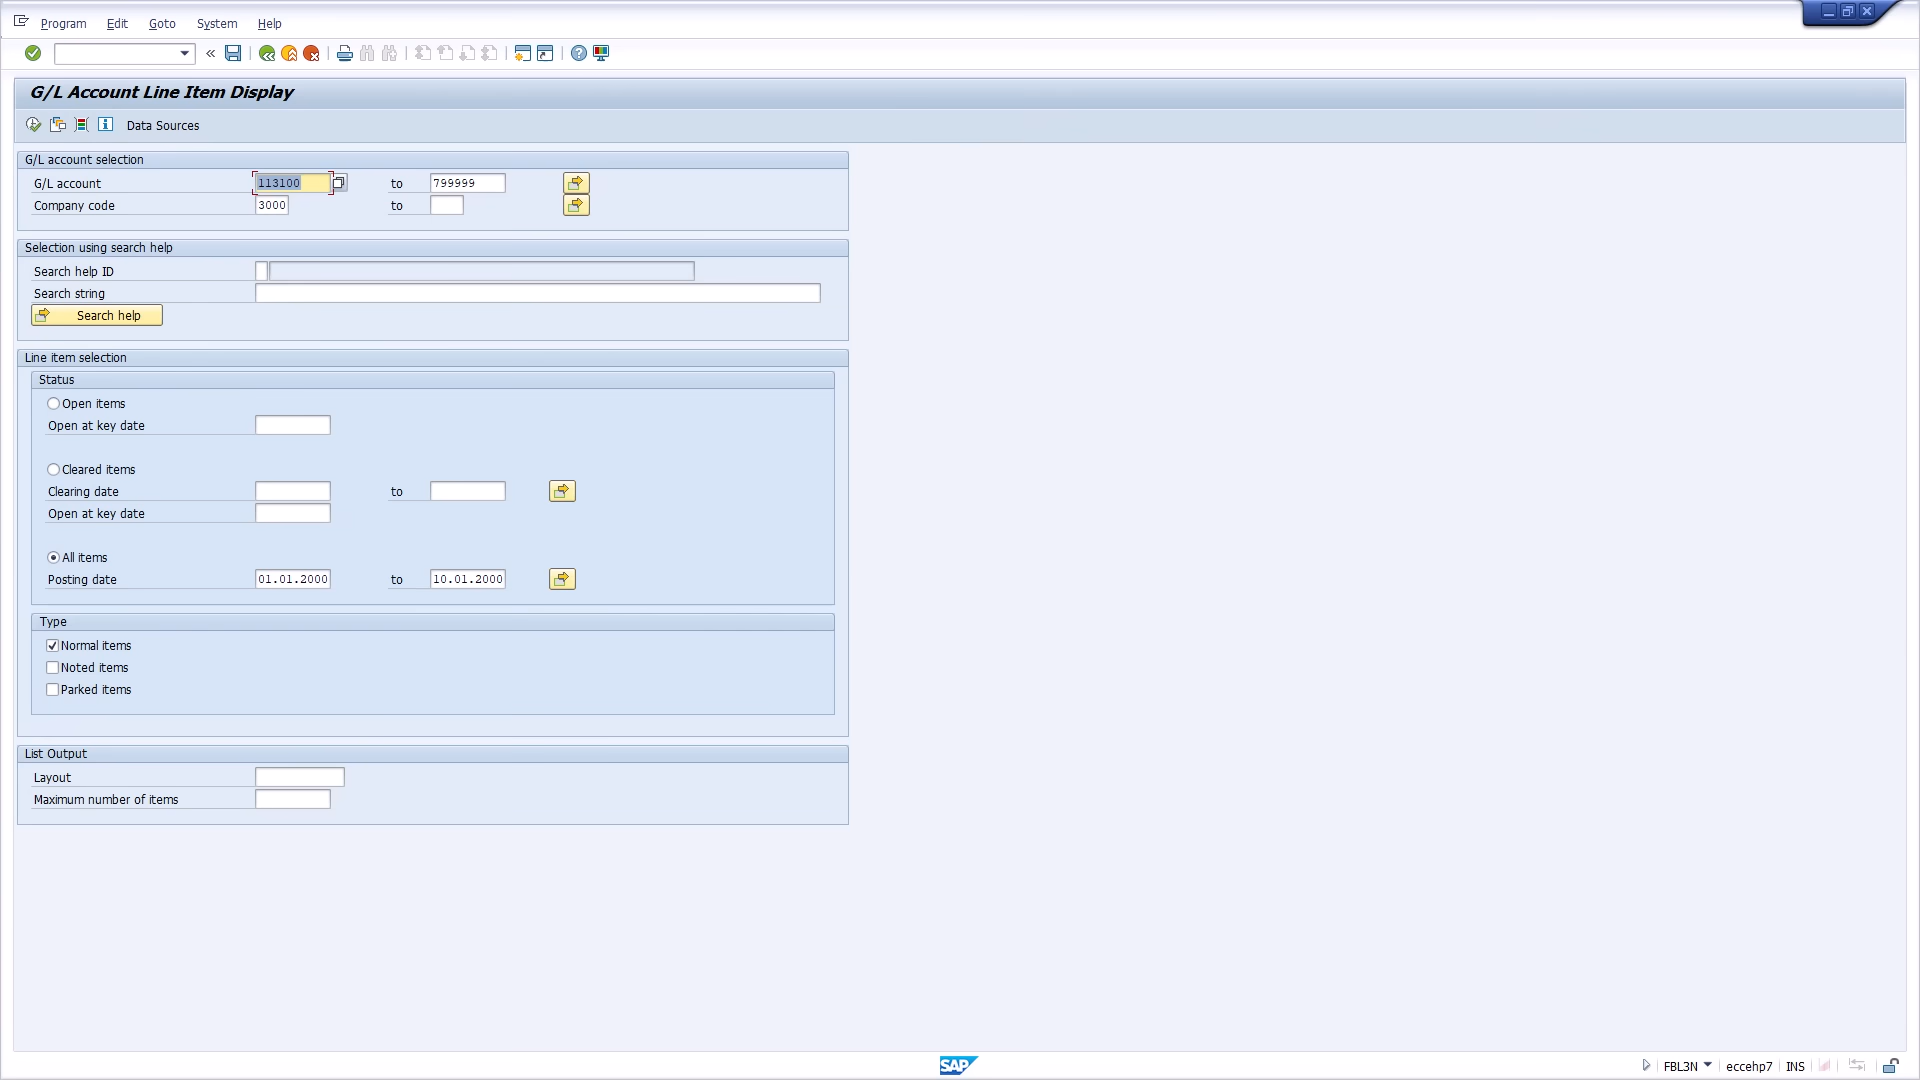 Program Edit Goto System Help
G/L Account Line Item Display
Data Sources
G/L account selection
G/L account 113100 to 799999
Company code 3000 to
Selection using search help
Search help ID
Search string
Search help
Line item selection
Status
Open items
Open at key date
Cleared items
Clearing date to
Open at key date
All items
Posting date 01.01.2000 to 10.01.2000
Type
Normal items
Noted items
Parked items
List Output
Layout
Maximum number of items
SAP FBL3N eccehp7 INS